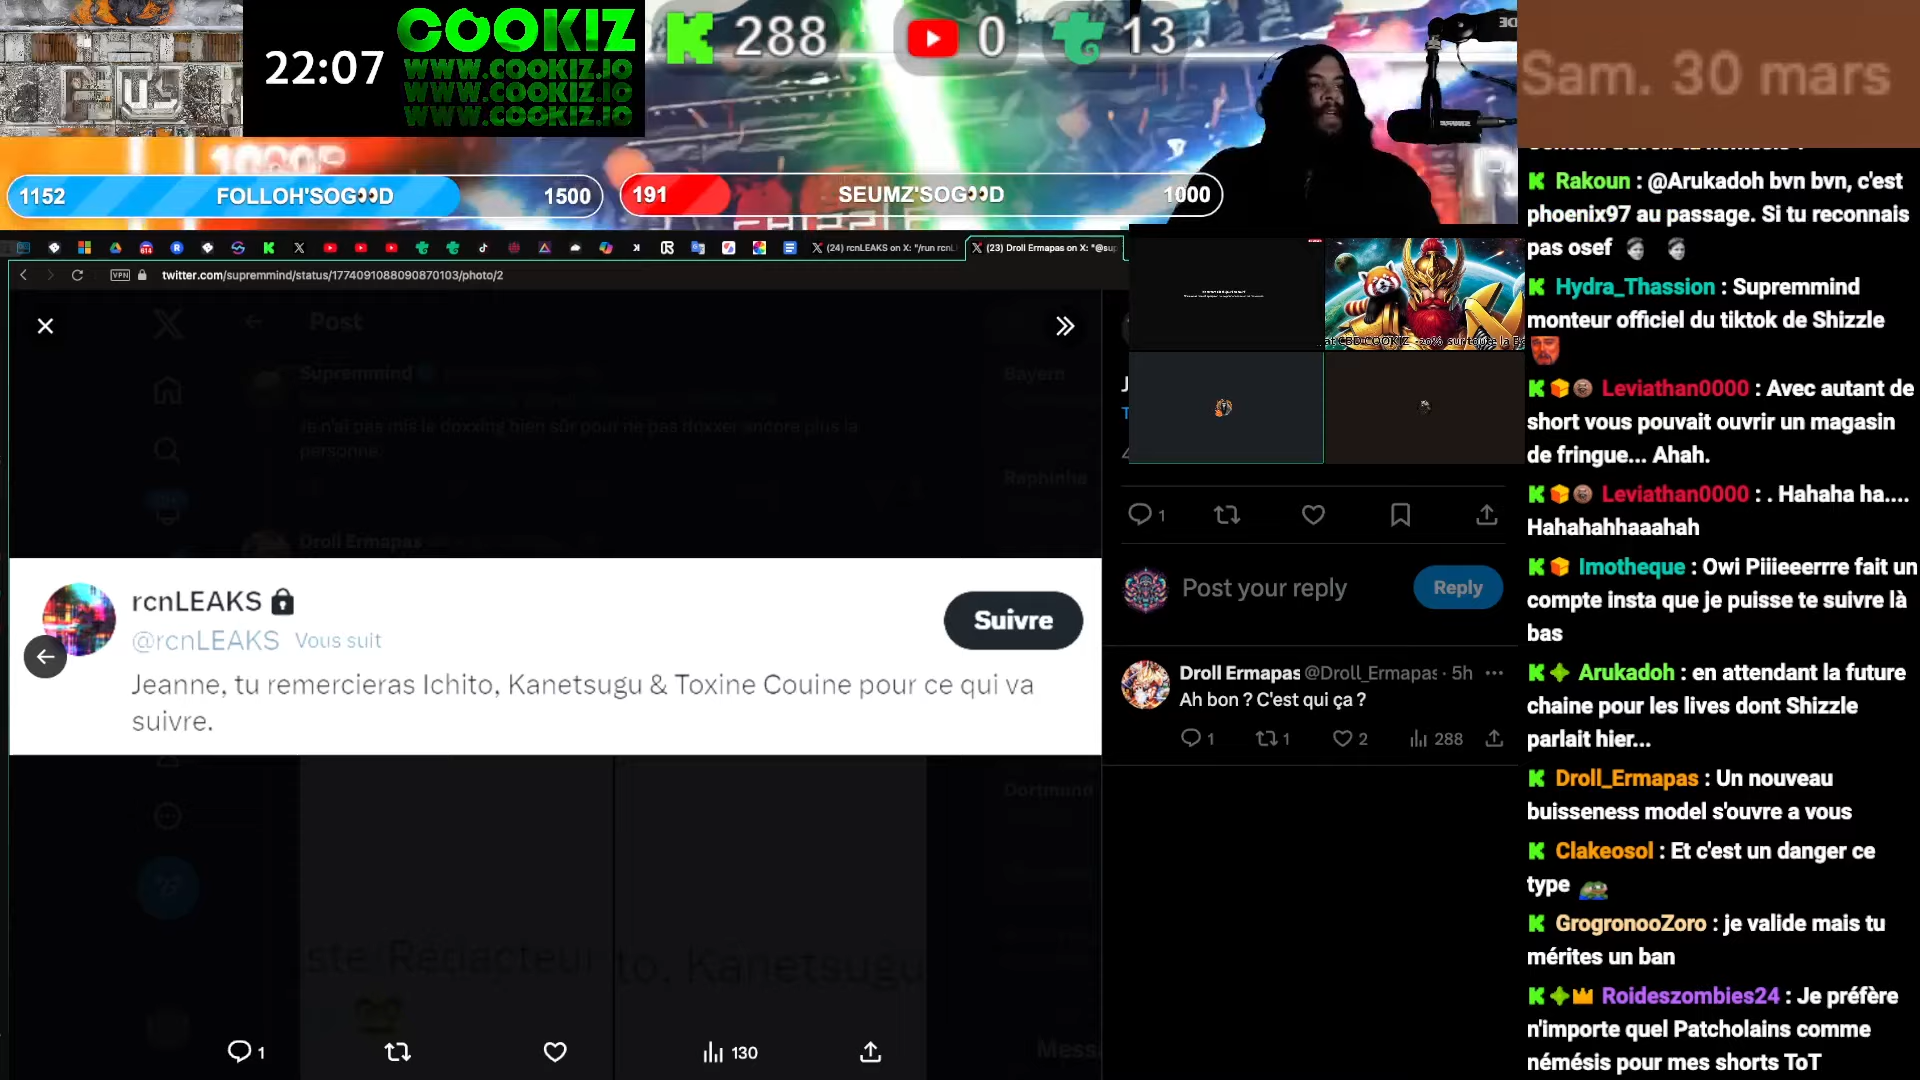 22:07
COOKIZ
WWW.COOKIZ.IO
WWW.COOKIZ.IO
WWW.COOKIZ.IO
288
0
13
Sam. 30 mars
1152 FOLLOH'SOG👀D 1500
191 SEUMZ'SOG👀D 1000
(24) rcnLEAKS on X: "/run rcnL
(23) Droll Ermapas on X: "@sup
VPN twitter.com/supremmind/status/1774091088090870103/photo/2
Post
Supremmind
Je n'ai pas mis le doxxing bien sûr pour ne pas doxxer encore plus la
personne
Droll Ermapas
Bayern
Raphinha
Dortmund
rcnLEAKS
@rcnLEAKS Vous suit
Suivre
Jeanne, tu remercieras Ichito, Kanetsugu & Toxine Couine pour ce qui va
suivre.
ste Rédacteur
to, Kanetsugu
1
130
1
Post your reply
Reply
Droll Ermapas @Droll_Ermapas · 5h
Ah bon ? C'est qui ça ?
1 1 2 288
Rakoun : @Arukadoh bvn bvn, c'est
phoenix97 au passage. Si tu reconnais
pas osef
Hydra_Thassion : Supremmind
monteur officiel du tiktok de Shizzle
Leviathan0000 : Avec autant de
short vous pouvait ouvrir un magasin
de fringue... Ahah.
Leviathan0000 : . Hahaha ha....
Hahahahhaaahah
Imotheque : Owi Piiieeerrre fait un
compte insta que je puisse te suivre là
bas
Arukadoh : en attendant la future
chaine pour les lives dont Shizzle
parlait hier...
Droll_Ermapas : Un nouveau
buisseness model s'ouvre a vous
Clakeosol : Et c'est un danger ce
type
GrogronooZoro : je valide mais tu
mérites un ban
Roideszombies24 : Je préfère
n'importe quel Patcholains comme
némésis pour mes shorts ToT